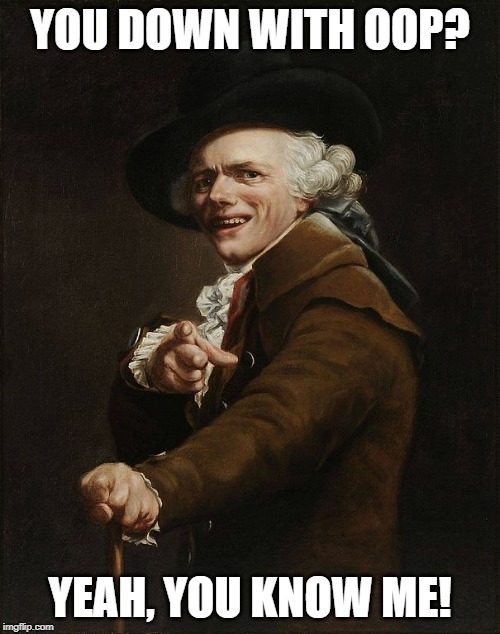 YOU DOWN WITH OOP?
YEAH, YOU KNOW ME!
imgflip.com